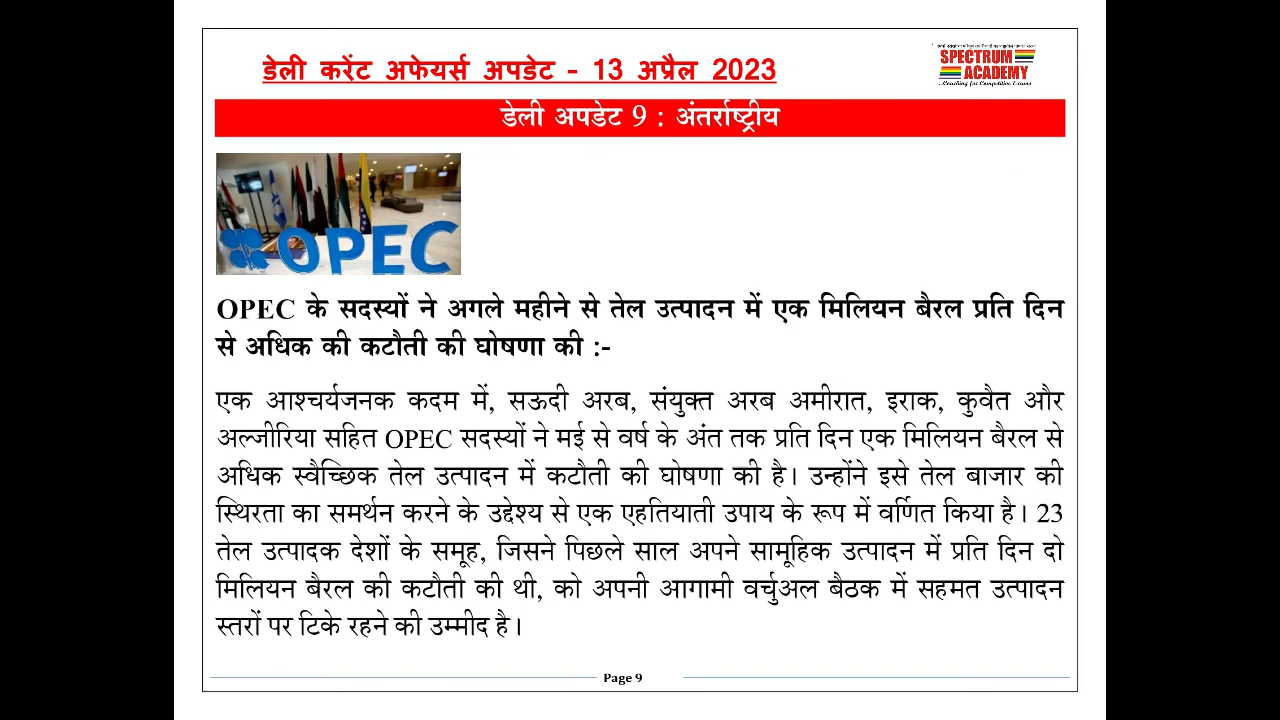 डेली करेंट अफेयर्स अपडेट - 13 अप्रैल 2023
SPECTRUM
ACADEMY
...Coaching for Competitive Exams
डेली अपडेट 9 : अंतर्राष्ट्रीय
OPEC
OPEC के सदस्यों ने अगले महीने से तेल उत्पादन में एक मिलियन बैरल प्रति दिन
से अधिक की कटौती की घोषणा की :-
एक आश्चर्यजनक कदम में, सऊदी अरब, संयुक्त अरब अमीरात, इराक, कुवैत और
अल्जीरिया सहित OPEC सदस्यों ने मई से वर्ष के अंत तक प्रति दिन एक मिलियन बैरल से
अधिक स्वैच्छिक तेल उत्पादन में कटौती की घोषणा की है। उन्होंने इसे तेल बाजार की
स्थिरता का समर्थन करने के उद्देश्य से एक एहतियाती उपाय के रूप में वर्णित किया है। 23
तेल उत्पादक देशों के समूह, जिसने पिछले साल अपने सामूहिक उत्पादन में प्रति दिन दो
मिलियन बैरल की कटौती की थी, को अपनी आगामी वर्चुअल बैठक में सहमत उत्पादन
स्तरों पर टिके रहने की उम्मीद है।
Page 9